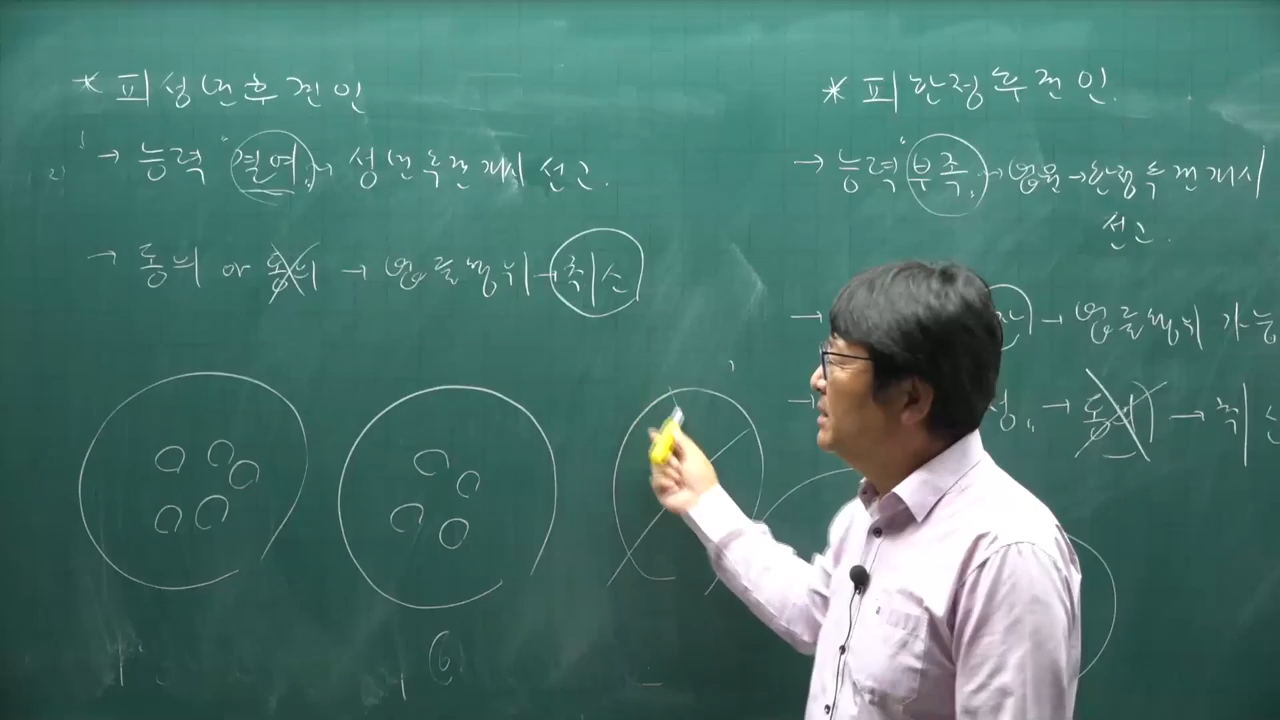 * 피성년후견인
→ 능력 "결여" → 성년후견개시 선고.
→ 동의 or 동의 → 법률행위 → 취소
* 피한정후견인.
→ 능력 "부족" → 법원 → 한정후견개시
선고.
→ 법률행위 가능
→ 동의 → 취소